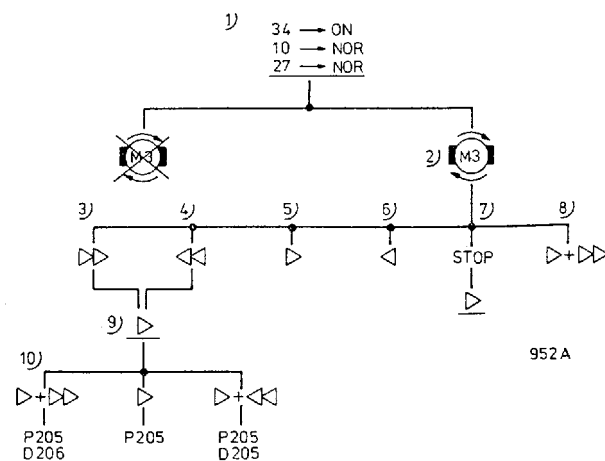 1)
34 → ON
10 → NOR
27 → NOR
M3
2) M3
3) 4) 5) 6) 7) 8)
▷▷ ◁◁ ▷ ◁ STOP ▷+▷▷
▷
9) ▷
952A
10)
▷+▷▷ ▷ ▷+◁◁
P205 P205 P205
D206 D205